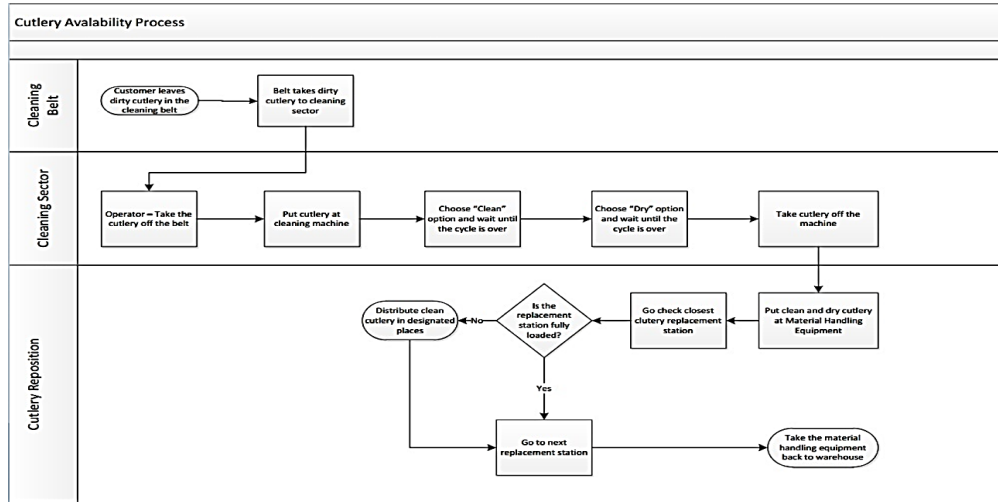 Cutlery Avalability Process
Cleaning
Belt
Customer leaves
dirty cutlery in the
cleaning belt
Belt takes dirty
cutlery to cleaning
sector
Cleaning Sector
Operator – Take the
cutlery off the belt
Put cutlery at
cleaning machine
Choose “Clean”
option and wait until
the cycle is over
Choose “Dry” option
and wait until the
cycle is over
Take cutlery off the
machine
Cutlery Reposition
Put clean and dry cutlery
at Material Handling
Equipment
Go check closest
clutery replacement
station
Is the
replacement
station fully
loaded?
No
Distribute clean
cutlery in designated
places
Yes
Go to next
replacement station
Take the material
handling equipment
back to warehouse